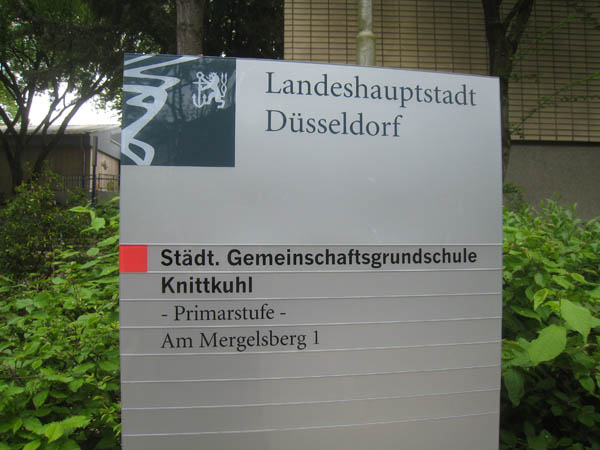 Landeshauptstadt
Düsseldorf
Städt. Gemeinschaftsgrundschule
Knittkuhl
- Primarstufe -
Am Mergelsberg 1